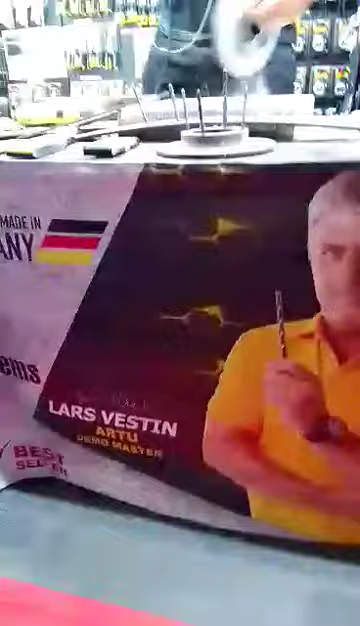 MADE IN
ANY
ems
LARS VESTIN
ARTU
DEMO MASTER
BEST
SELLER